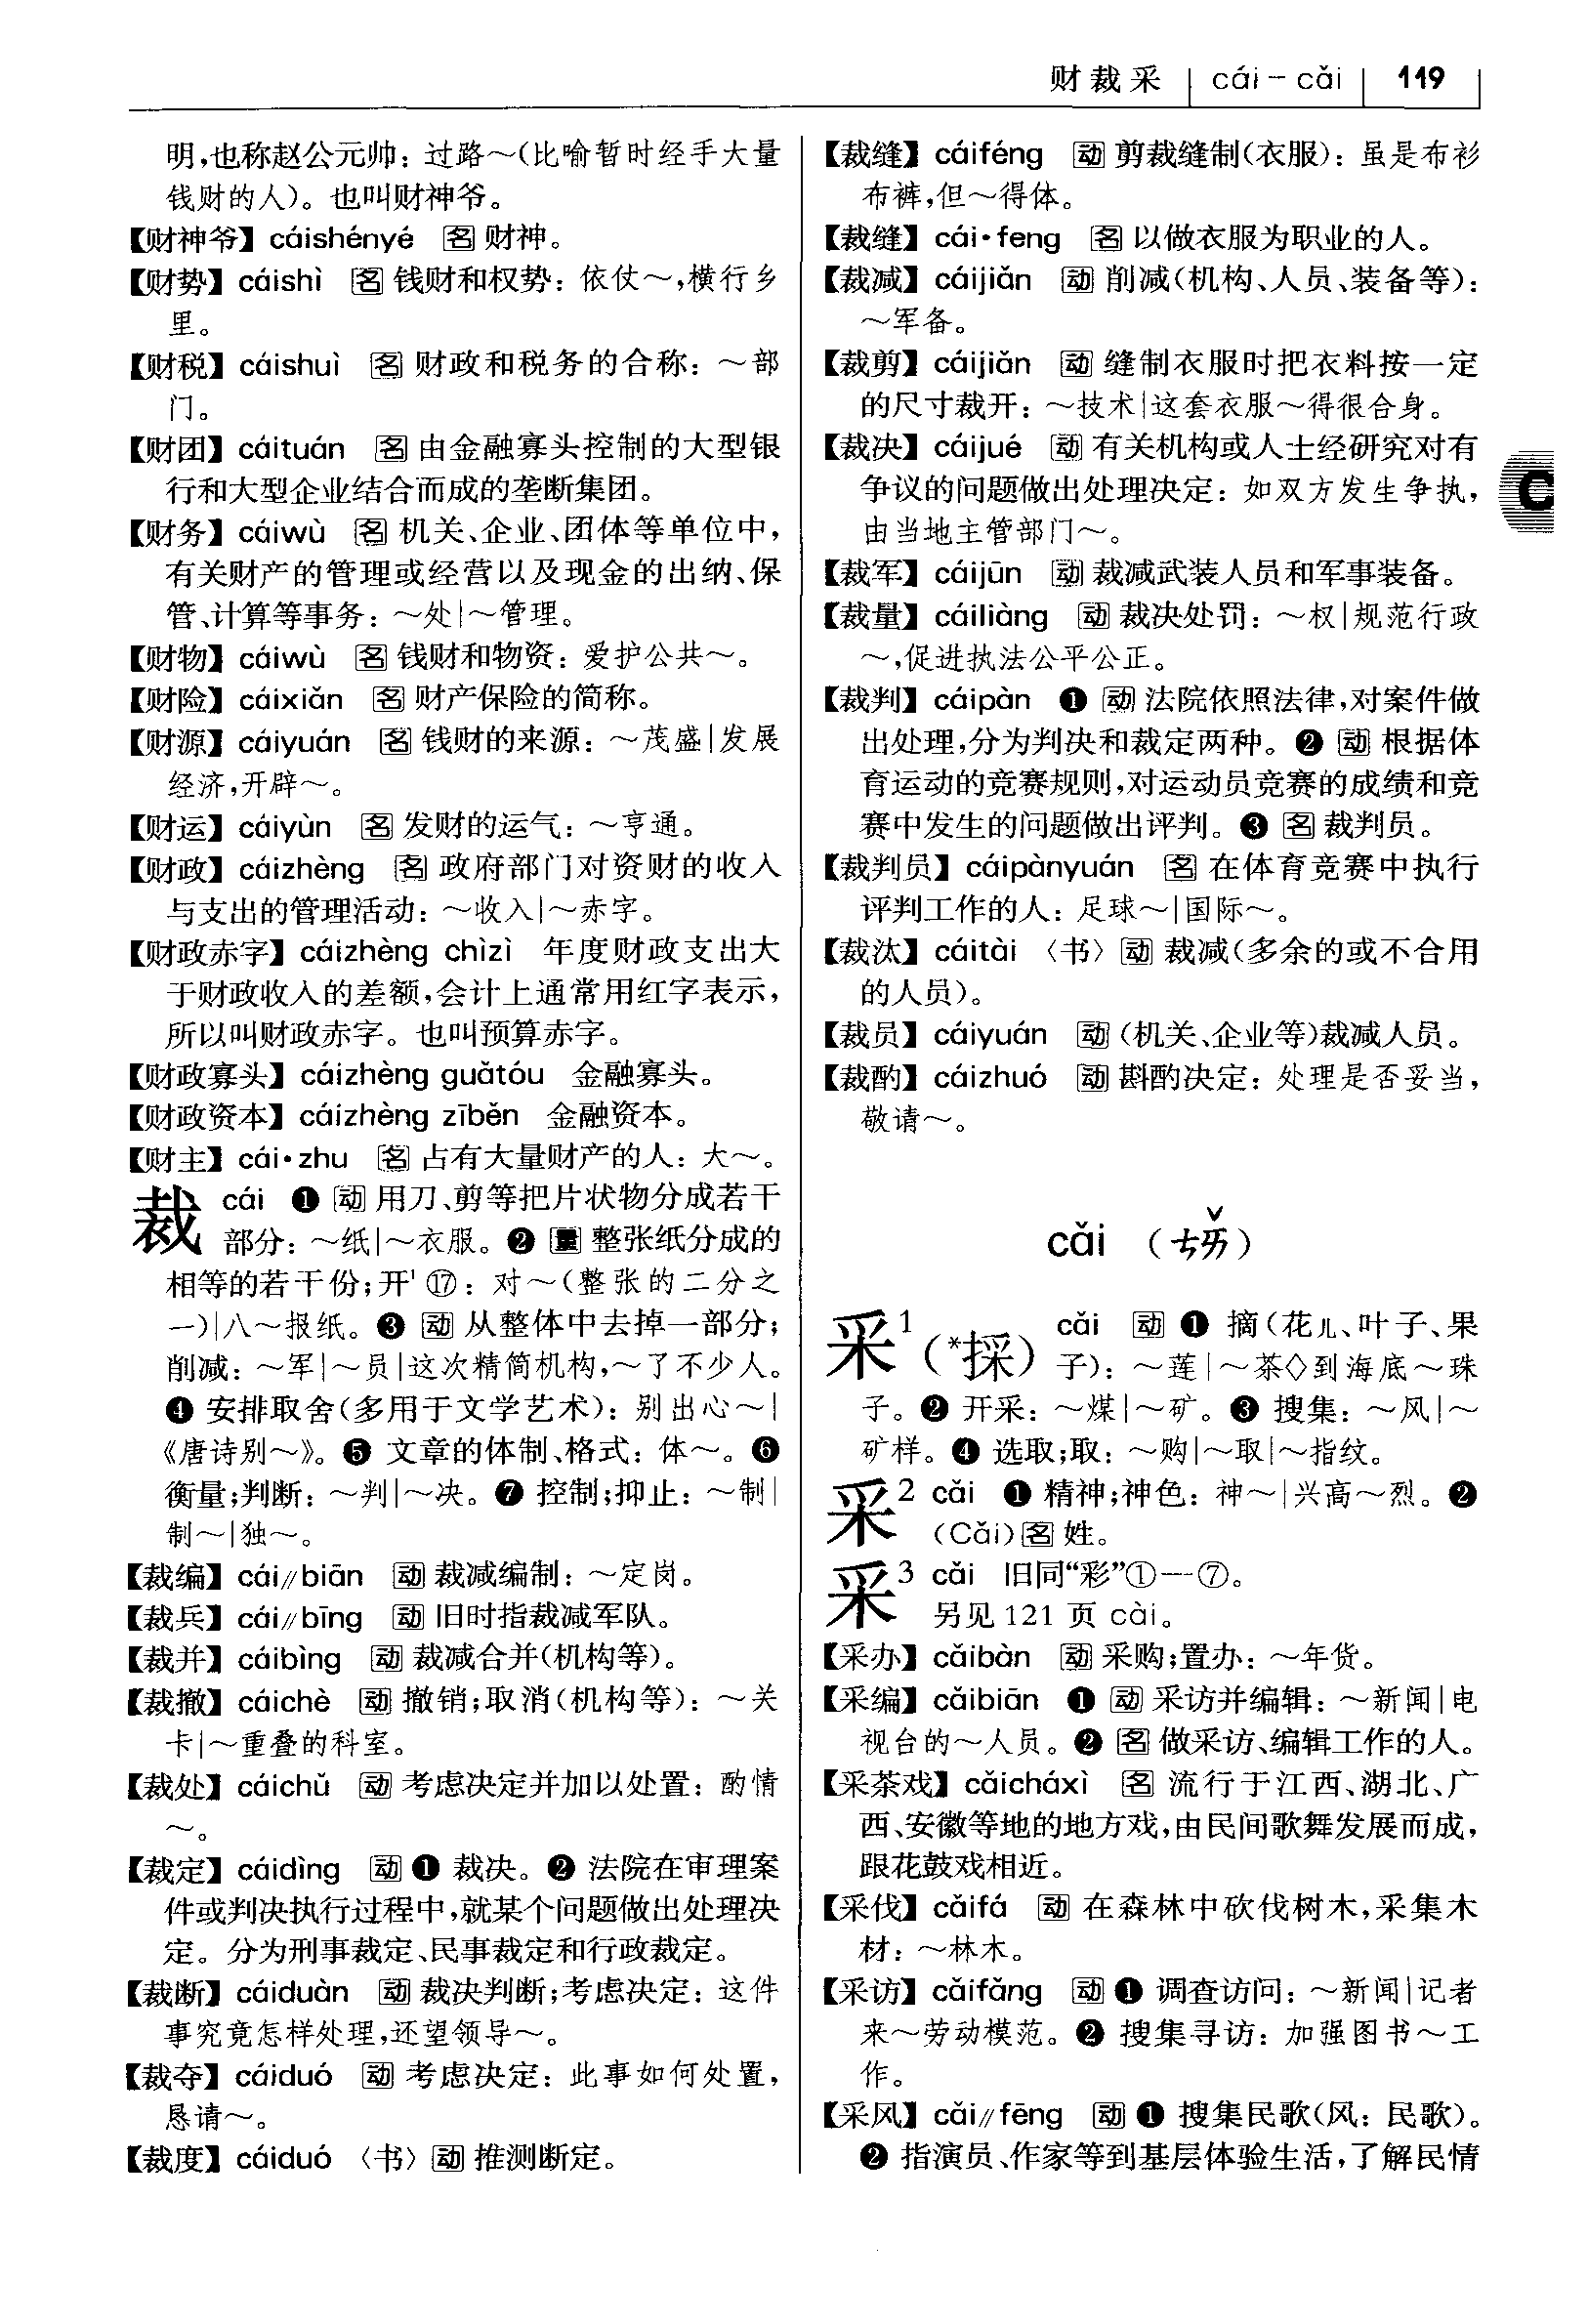 财裁采 cái－cǎi 119
明,也称赵公元帅：过路～(比喻暂时经手大量
钱财的人)。也叫财神爷。
【财神爷】cáishényé 名 财神。
【财势】cáishì 名 钱财和权势：依仗～,横行乡
里。
【财税】cáishuì 名 财政和税务的合称：～部
门。
【财团】cáituán 名 由金融寡头控制的大型银
行和大型企业结合而成的垄断集团。
【财务】cáiwù 名 机关、企业、团体等单位中,
有关财产的管理或经营以及现金的出纳、保
管、计算等事务：～处|～管理。
【财物】cáiwù 名 钱财和物资：爱护公共～。
【财险】cáixiǎn 名 财产保险的简称。
【财源】cáiyuán 名 钱财的来源：～茂盛|发展
经济,开辟～。
【财运】cáiyùn 名 发财的运气：～亨通。
【财政】cáizhèng 名 政府部门对资财的收入
与支出的管理活动：～收入|～赤字。
【财政赤字】cáizhèng chìzì 年度财政支出大
于财政收入的差额,会计上通常用红字表示,
所以叫财政赤字。也叫预算赤字。
【财政寡头】cáizhèng guǎtóu 金融寡头。
【财政资本】cáizhèng zīběn 金融资本。
【财主】cái·zhu 名 占有大量财产的人：大～。
裁 cái ❶ 动 用刀、剪等把片状物分成若干
部分：～纸|～衣服。❷ 量 整张纸分成的
相等的若干份;开¹ ⑰：对～(整张的二分之
一)|八～报纸。❸ 动 从整体中去掉一部分;
削减：～军|～员|这次精简机构,～了不少人。
❹ 安排取舍(多用于文学艺术)：别出心～|
《唐诗别～》。❺ 文章的体制、格式：体～。❻
衡量;判断：～判|～决。❼ 控制;抑止：～制|
制～|独～。
【裁编】cái∥biān 动 裁减编制：～定岗。
【裁兵】cái∥bīng 动 旧时指裁减军队。
【裁并】cáibìng 动 裁减合并(机构等)。
【裁撤】cáichè 动 撤销;取消(机构等)：～关
卡|～重叠的科室。
【裁处】cáichǔ 动 考虑决定并加以处置：酌情
～。
【裁定】cáidìng 动 ❶ 裁决。❷ 法院在审理案
件或判决执行过程中,就某个问题做出处理决
定。分为刑事裁定、民事裁定和行政裁定。
【裁断】cáiduàn 动 裁决判断;考虑决定：这件
事究竟怎样处理,还望领导～。
【裁夺】cáiduó 动 考虑决定：此事如何处置,
恳请～。
【裁度】cáiduó〈书〉动 推测断定。
【裁缝】cáiféng 动 剪裁缝制(衣服)：虽是布衫
布裤,但～得体。
【裁缝】cái·feng 名 以做衣服为职业的人。
【裁减】cáijiǎn 动 削减(机构、人员、装备等)：
～军备。
【裁剪】cáijiǎn 动 缝制衣服时把衣料按一定
的尺寸裁开：～技术|这套衣服～得很合身。
【裁决】cáijué 动 有关机构或人士经研究对有
争议的问题做出处理决定：如双方发生争执,
由当地主管部门～。
C
【裁军】cáijūn 动 裁减武装人员和军事装备。
【裁量】cáiliàng 动 裁决处罚：～权|规范行政
～,促进执法公平公正。
【裁判】cáipàn ❶ 动 法院依照法律,对案件做
出处理,分为判决和裁定两种。❷ 动 根据体
育运动的竞赛规则,对运动员竞赛的成绩和竞
赛中发生的问题做出评判。❸ 名 裁判员。
【裁判员】cáipànyuán 名 在体育竞赛中执行
评判工作的人：足球～|国际～。
【裁汰】cáitài〈书〉动 裁减(多余的或不合用
的人员)。
【裁员】cáiyuán 动 (机关、企业等)裁减人员。
【裁酌】cáizhuó 动 斟酌决定：处理是否妥当,
敬请～。
cǎi （ㄘㄞˇ）
采¹(*採) cǎi 动 ❶ 摘(花儿、叶子、果
子)：～莲|～茶◇到海底～珠
子。❷ 开采：～煤|～矿。❸ 搜集：～风|～
矿样。❹ 选取;取：～购|～取|～指纹。
采² cǎi ❶ 精神;神色：神～|兴高～烈。❷
(Cǎi)名 姓。
采³ cǎi 旧同“彩”①—⑦。
另见 121 页 cài。
【采办】cǎibàn 动 采购;置办：～年货。
【采编】cǎibiān ❶ 动 采访并编辑：～新闻|电
视台的～人员。❷ 名 做采访、编辑工作的人。
【采茶戏】cǎicháxì 名 流行于江西、湖北、广
西、安徽等地的地方戏,由民间歌舞发展而成,
跟花鼓戏相近。
【采伐】cǎifá 动 在森林中砍伐树木,采集木
材：～林木。
【采访】cǎifǎng 动 ❶ 调查访问：～新闻|记者
来～劳动模范。❷ 搜集寻访：加强图书～工
作。
【采风】cǎi∥fēng 动 ❶ 搜集民歌(风：民歌)。
❷ 指演员、作家等到基层体验生活,了解民情